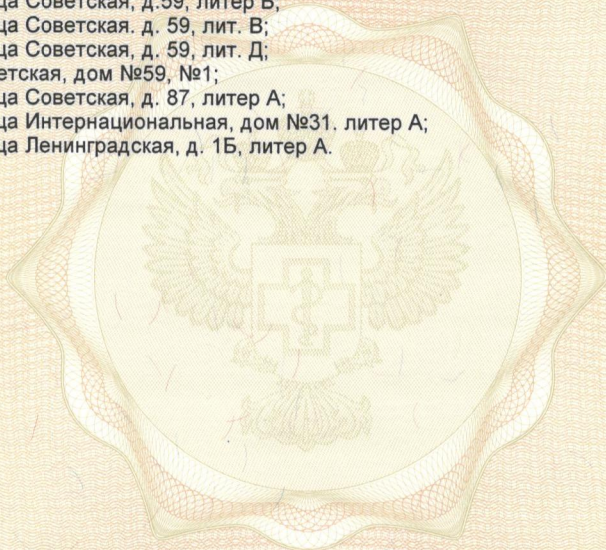 ца Советская, д.59, литер Б;
ца Советская. д. 59, лит. В;
ца Советская, д. 59, лит. Д;
етская, дом №59, №1;
ца Советская, д. 87, литер А;
ца Интернациональная, дом №31. литер А;
ца Ленинградская, д. 1Б, литер А.